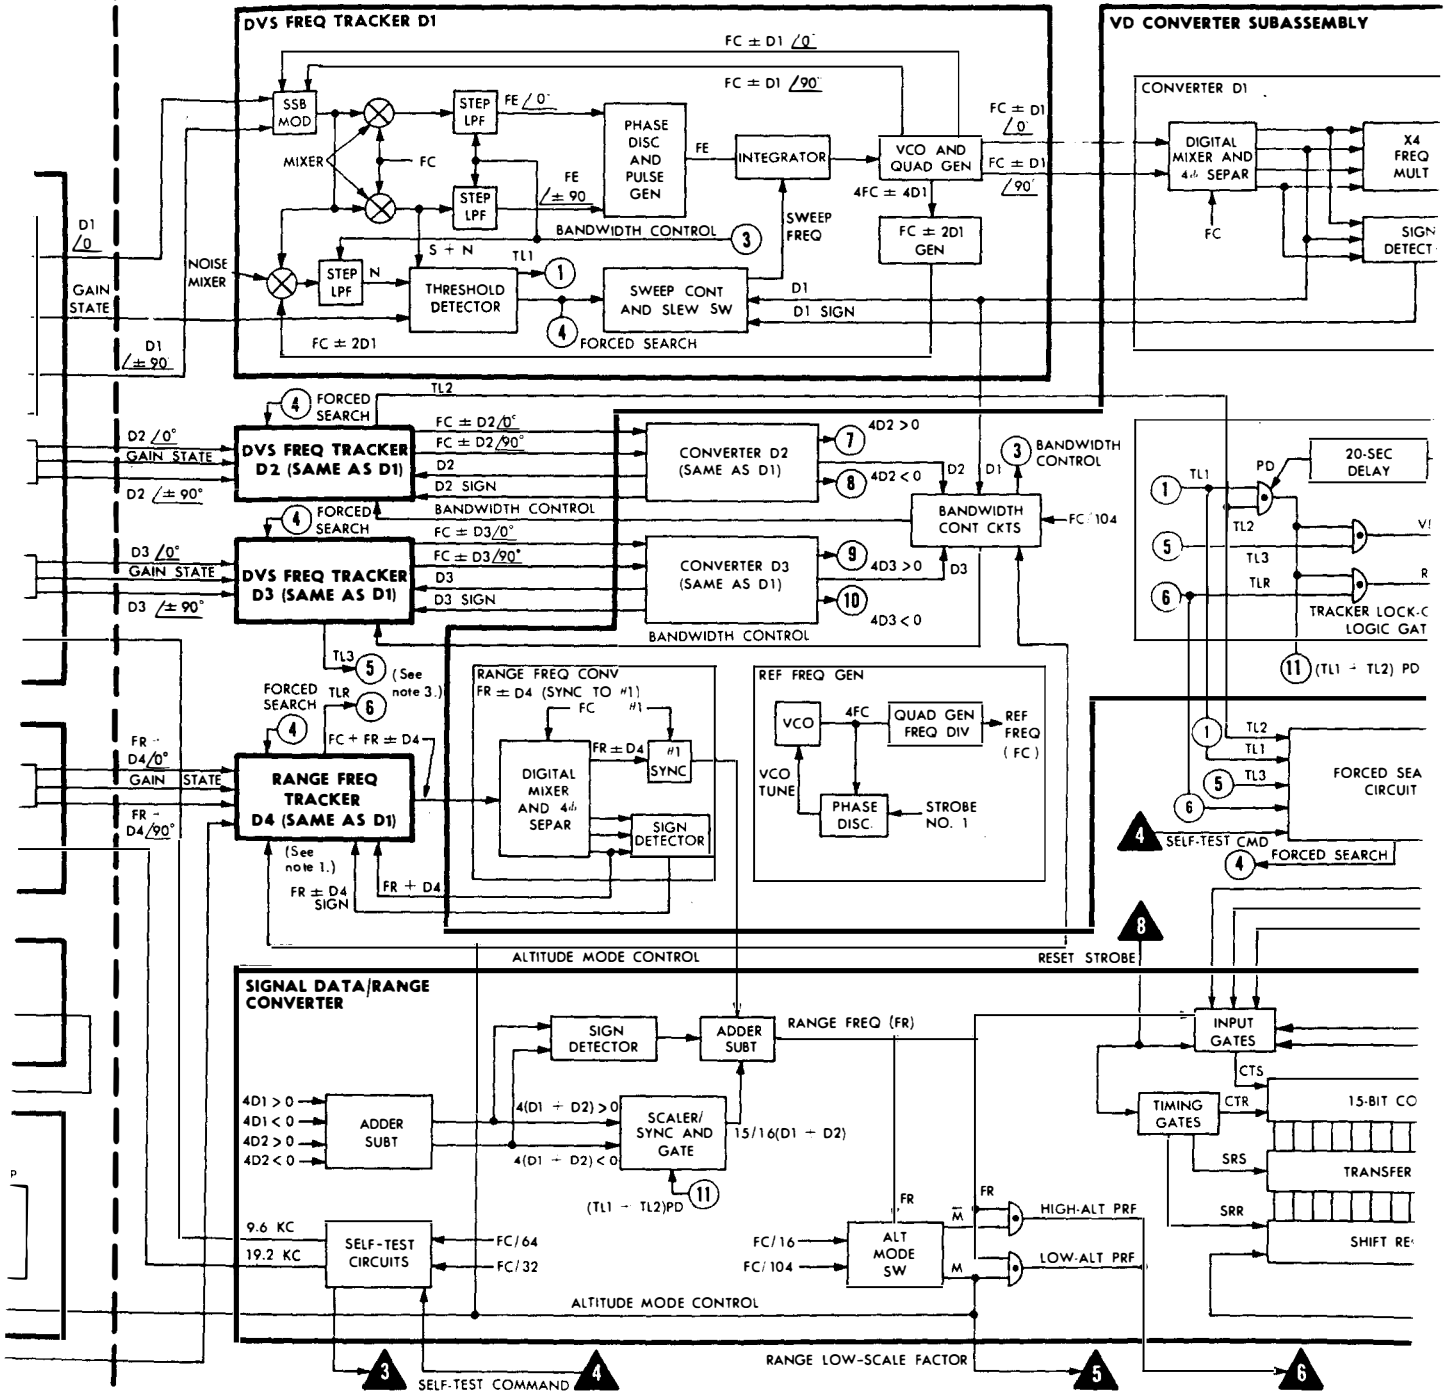 DVS FREQ TRACKER D1
VD CONVERTER SUBASSEMBLY
FC ± D1 /0°
FC ± D1 /90°
SSB
MOD
STEP
LPF
FE /0°
MIXER
FC
STEP
LPF
FE
/± 90
PHASE
DISC
AND
PULSE
GEN
FE
INTEGRATOR
VCO AND
QUAD GEN
FC ± D1
/0°
FC ± D1
/90°
4FC ± 4D1
SWEEP
FREQ
FC ± 2D1
GEN
CONVERTER D1
DIGITAL
MIXER AND
4ϕ SEPAR
FC
X4
FREQ
MULT
SIGN
DETECT
D1
/0
GAIN
STATE
D1
/± 90°
NOISE
MIXER
STEP
LPF
N
S + N
BANDWIDTH CONTROL
3
TL1
1
THRESHOLD
DETECTOR
4
FORCED SEARCH
SWEEP CONT
AND SLEW SW
D1
D1 SIGN
FC ± 2D1
TL2
4
FORCED
SEARCH
D2 /0°
GAIN STATE
D2 /± 90°
DVS FREQ TRACKER
D2 (SAME AS D1)
FC ± D2/0°
FC ± D2/90°
D2
D2 SIGN
BANDWIDTH CONTROL
CONVERTER D2
(SAME AS D1)
7
4D2 > 0
8
4D2 < 0
D2
D1
3
BANDWIDTH
CONTROL
BANDWIDTH
CONT CKTS
FC/104
4
FORCED
SEARCH
D3 /0°
GAIN STATE
D3 /± 90°
DVS FREQ TRACKER
D3 (SAME AS D1)
FC ± D3/0°
FC ± D3/90°
D3
D3 SIGN
CONVERTER D3
(SAME AS D1)
9
4D3 > 0
10
4D3 < 0
D3
BANDWIDTH CONTROL
20-SEC
DELAY
PD
1
TL1
TL2
5
TL3
6
TLR
R
TRACKER LOCK-
LOGIC GAT
11
(TL1 + TL2) PD
TL3
5
(See
note 3.)
TLR
6
FORCED
SEARCH
4
FC + FR ± D4
FR -
D4/0°
GAIN STATE
FR -
D4/90°
RANGE FREQ
TRACKER
D4 (SAME AS D1)
(See
note 1.)
FR ± D4
SIGN
FR + D4
RANGE FREQ CONV
FR ± D4 (SYNC TO #1)
FC
#1
DIGITAL
MIXER
AND 4ϕ
SEPAR
FR ± D4
#1
SYNC
SIGN
DETECTOR
REF FREQ GEN
VCO
4FC
QUAD GEN
FREQ DIV
REF
FREQ
(FC)
VCO
TUNE
PHASE
DISC.
STROBE
NO. 1
1
TL2
TL1
5
TL3
6
FORCED SEA
CIRCUIT
4
SELF-TEST CMD
4
FORCED SEARCH
8
ALTITUDE MODE CONTROL
RESET STROBE
SIGNAL DATA/RANGE
CONVERTER
SIGN
DETECTOR
ADDER
SUBT
RANGE FREQ (FR)
INPUT
GATES
CTS
4D1 > 0
4D1 < 0
4D2 > 0
4D2 < 0
ADDER
SUBT
4(D1 + D2) > 0
4(D1 + D2) < 0
SCALER/
SYNC AND
GATE
15/16(D1 + D2)
11
(TL1 - TL2)PD
TIMING
GATES
CTR
15-BIT CO
SRS
TRANSFER
SRR
SHIFT RE
P
9.6 KC
19.2 KC
SELF-TEST
CIRCUITS
FC/64
FC/32
FC/16
FC/104
FR
ALT
MODE
SW
M̅
M
FR
HIGH-ALT PRF
LOW-ALT PRF
ALTITUDE MODE CONTROL
3
SELF-TEST COMMAND
4
RANGE LOW-SCALE FACTOR
5
6